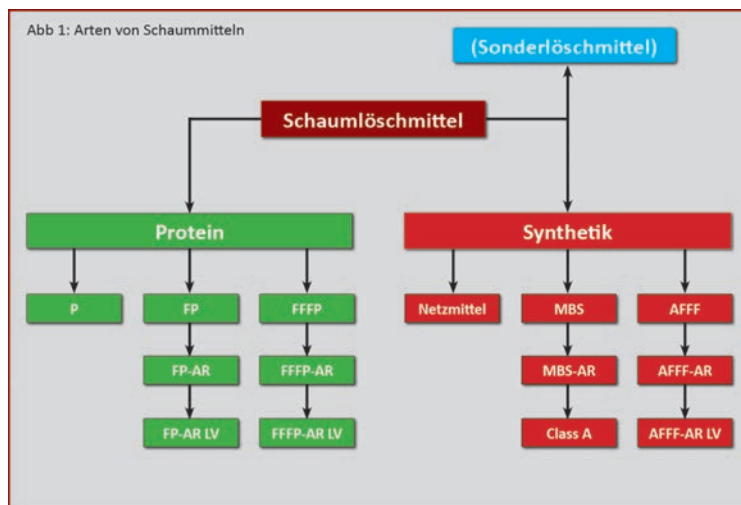 Abb 1: Arten von Schaummitteln
(Sonderlöschmittel)
Schaumlöschmittel
Protein
Synthetik
P
FP
FFFP
Netzmittel
MBS
AFFF
FP-AR
FFFP-AR
MBS-AR
AFFF-AR
FP-AR LV
FFFP-AR LV
Class A
AFFF-AR LV